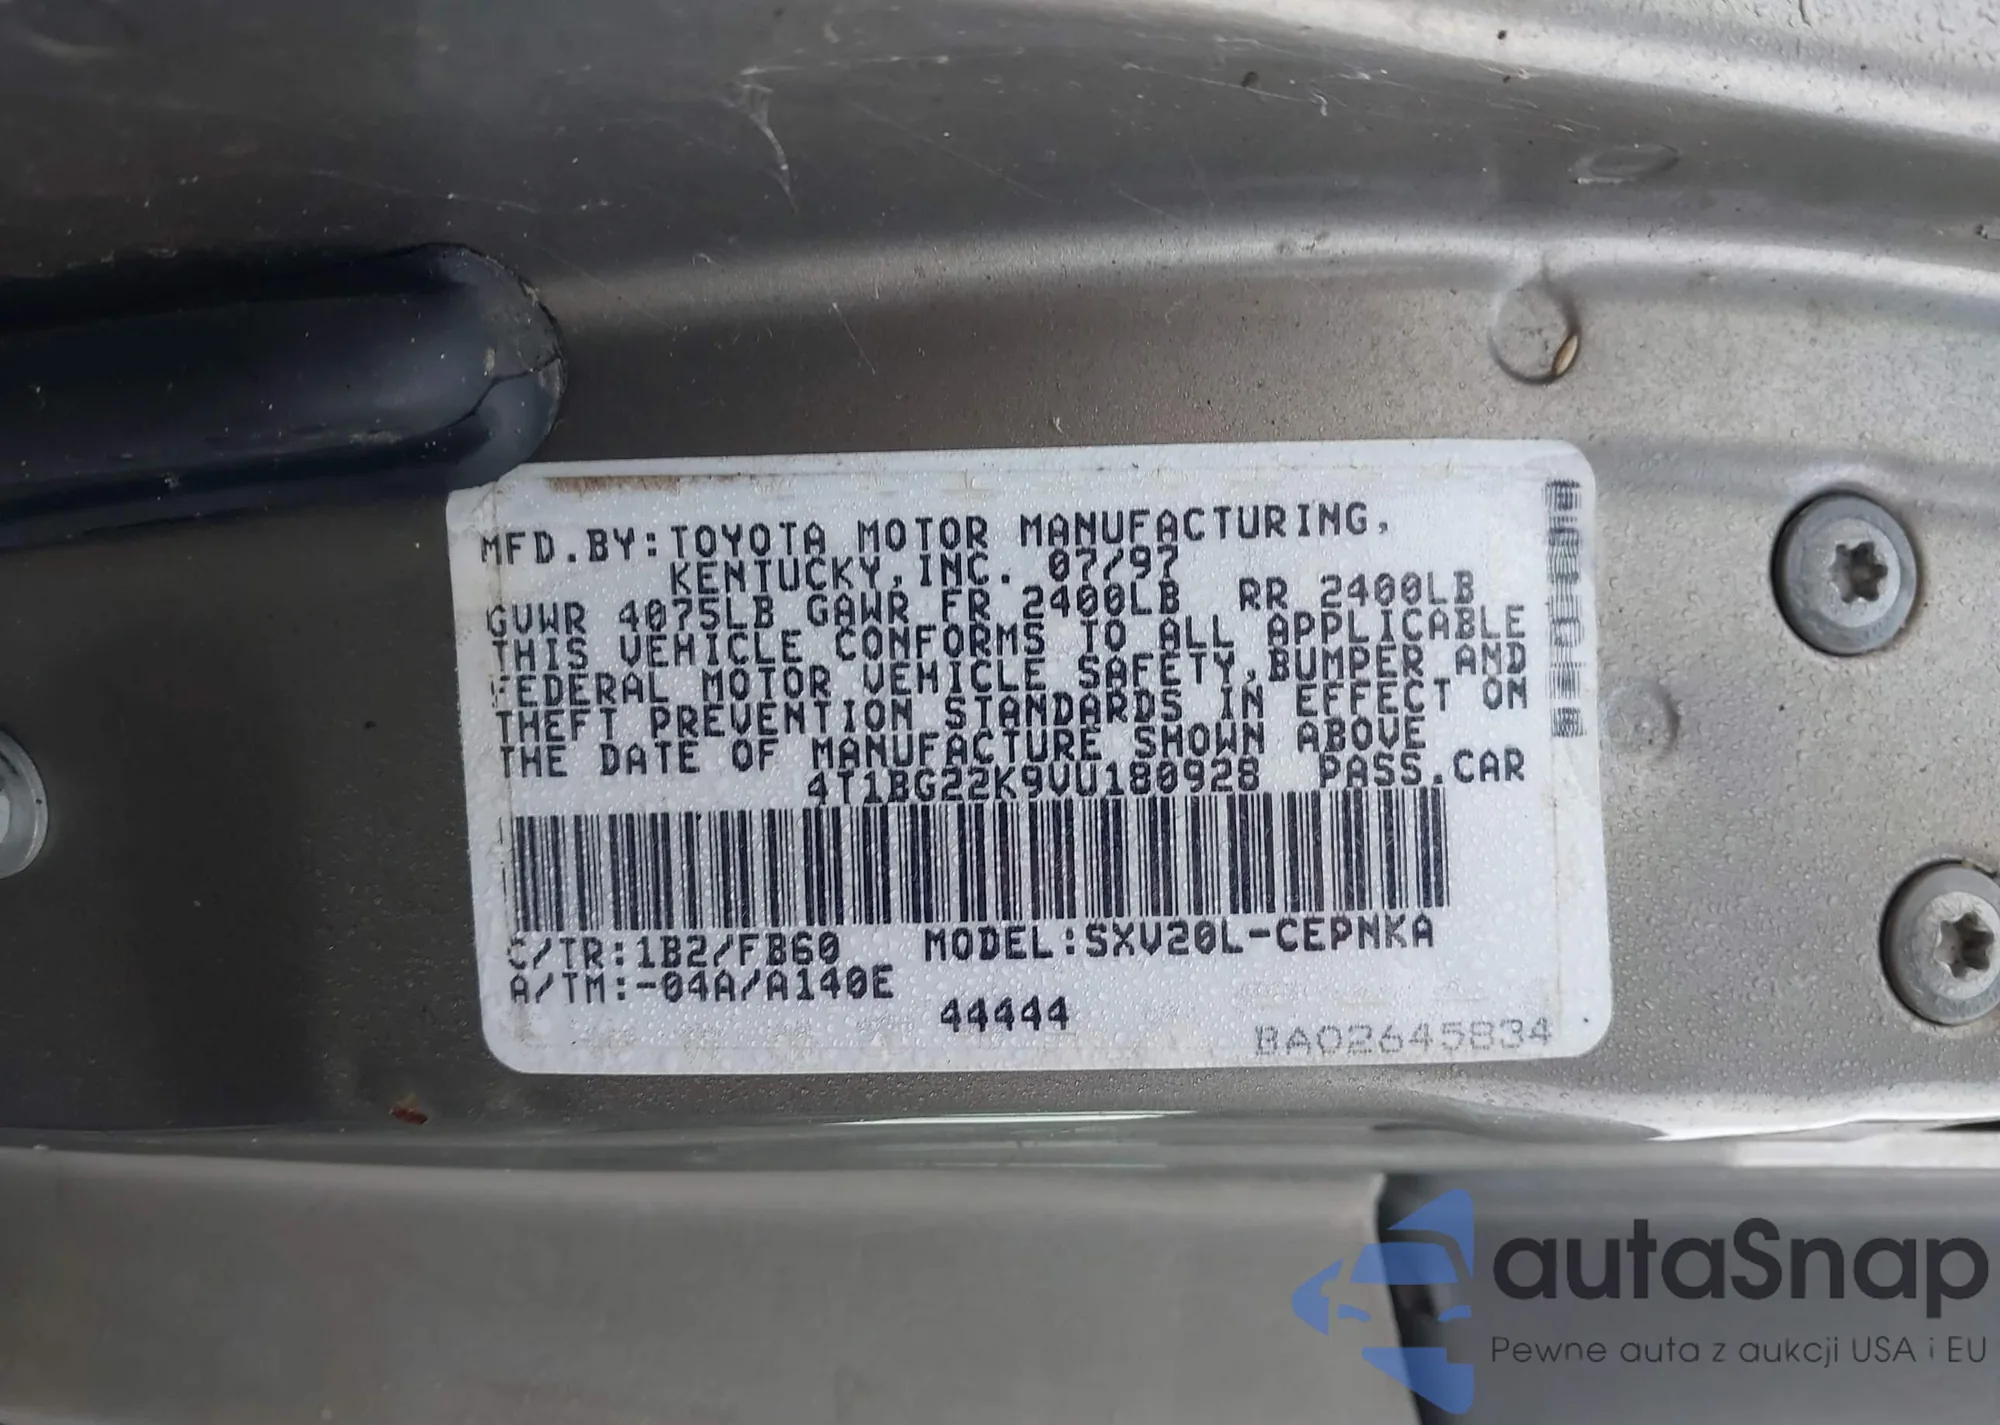 MFD.BY:TOYOTA MOTOR MANUFACTURING,
KENTUCKY,INC. 07/97
GVWR 4075LB GAWR FR 2400LB RR 2400LB
THIS VEHICLE CONFORMS TO ALL APPLICABLE
FEDERAL MOTOR VEHICLE SAFETY,BUMPER AND
THEFT PREVENTION STANDARDS IN EFFECT ON
THE DATE OF MANUFACTURE SHOWN ABOVE
4T1BG22K9VU180928 PASS.CAR
C/TR:1B2/FB60 MODEL:SXV20L-CEPNKA
A/TM:-04A/A140E
44444
BA02645834
autaSnap
Pewne auta z aukcji USA i EU